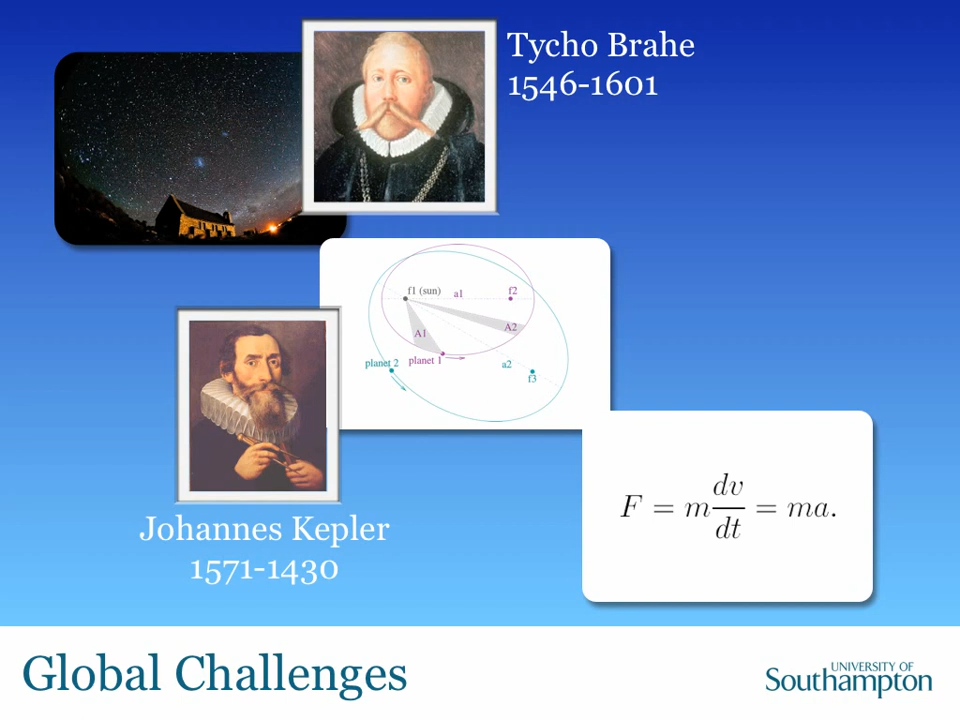 Tycho Brahe
1546-1601
f1 (sun)
a1
f2
A1
A2
planet 1
planet 2
a2
f3
F = m dv/dt = ma.
Johannes Kepler
1571-1430
Global Challenges
UNIVERSITY OF
Southampton